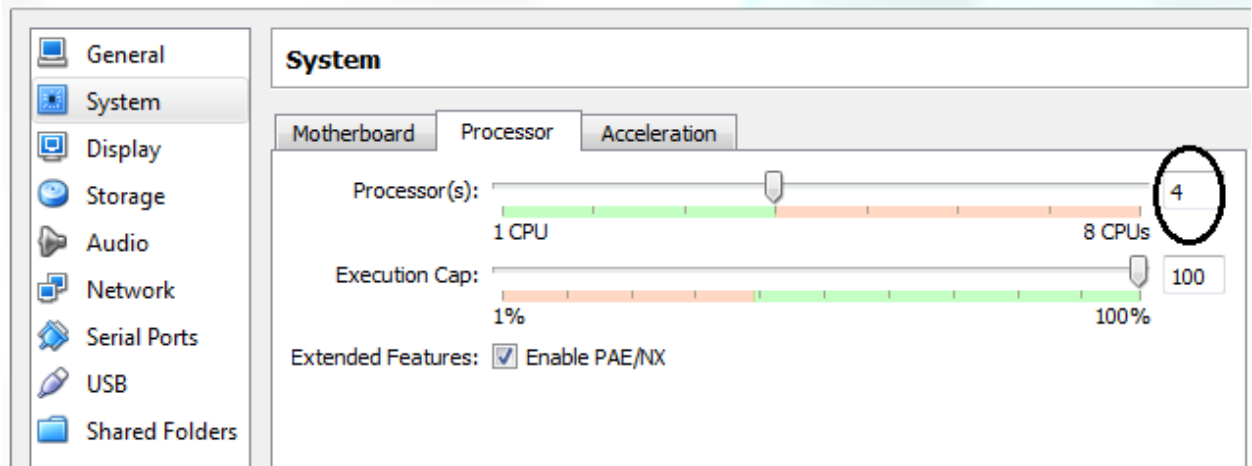 General
System
Display
Storage
Audio
Network
Serial Ports
USB
Shared Folders
System
Motherboard Processor Acceleration
Processor(s): 4
1 CPU 8 CPUs
Execution Cap: 100
1% 100%
Extended Features: Enable PAE/NX